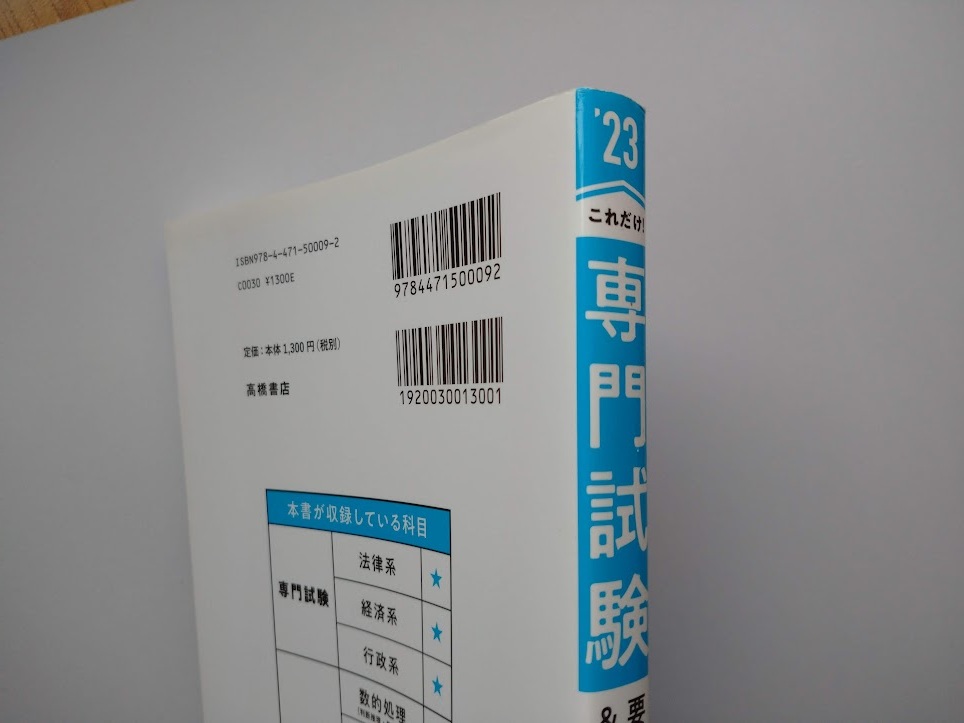 ISBN978-4-471-50009-2
C0030 ¥1300E
9784471500092
定価：本体1,300円(税別)
高橋書店
1920030013001
本書が収録している科目
専門試験
法律系 ★
経済系 ★
行政系 ★
数的処理
'23
これだけ!
専門試験
要
&